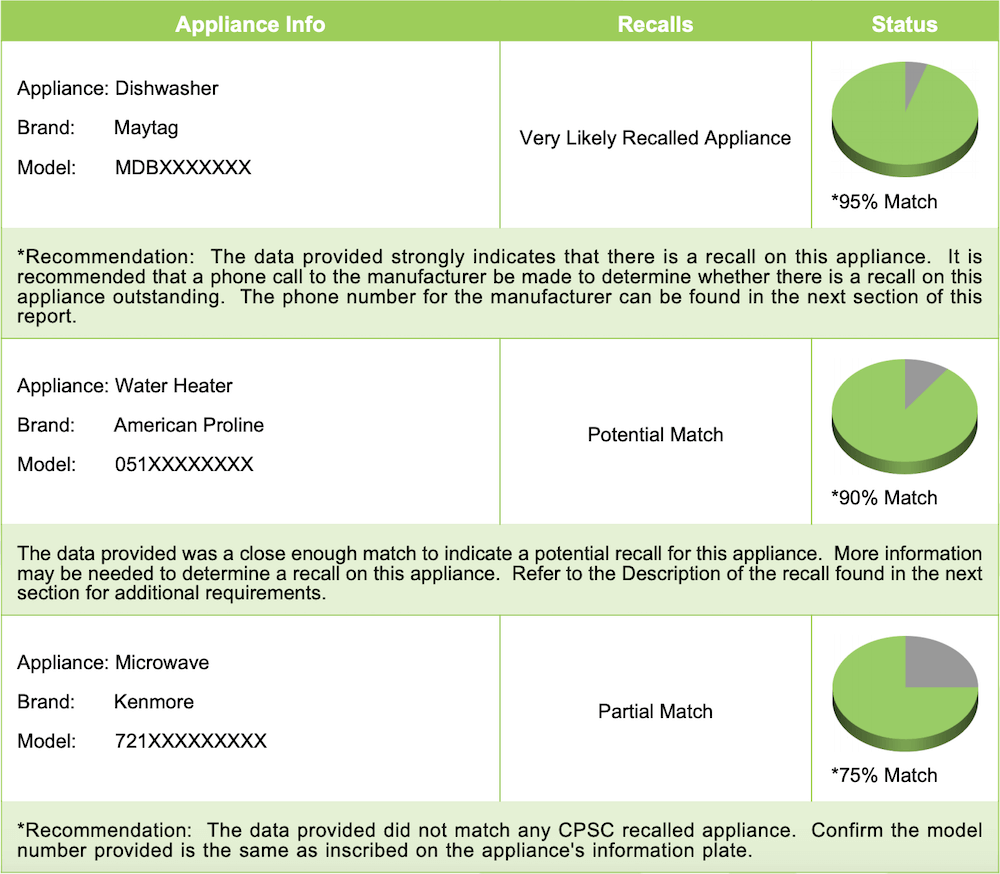 Appliance Info Recalls Status
Appliance: Dishwasher
Brand: Maytag
Model: MDBXXXXXXX
Very Likely Recalled Appliance
*95% Match
*Recommendation: The data provided strongly indicates that there is a recall on this appliance. It is
recommended that a phone call to the manufacturer be made to determine whether there is a recall on this
appliance outstanding. The phone number for the manufacturer can be found in the next section of this
report.
Appliance: Water Heater
Brand: American Proline
Model: 051XXXXXXXX
Potential Match
*90% Match
The data provided was a close enough match to indicate a potential recall for this appliance. More information
may be needed to determine a recall on this appliance. Refer to the Description of the recall found in the next
section for additional requirements.
Appliance: Microwave
Brand: Kenmore
Model: 721XXXXXXXXX
Partial Match
*75% Match
*Recommendation: The data provided did not match any CPSC recalled appliance. Confirm the model
number provided is the same as inscribed on the appliance's information plate.